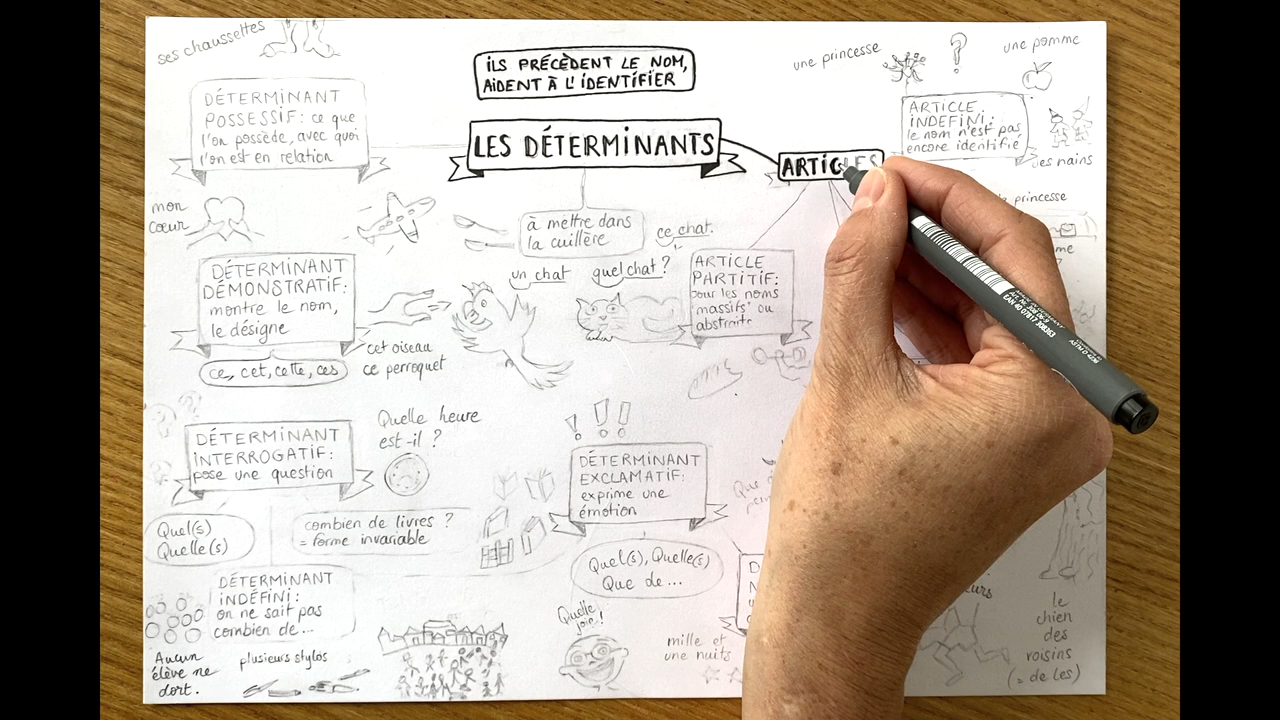 ses chaussettes
DÉTERMINANT
POSSESSIF: ce que
l'on possède, avec quoi
l'on est en relation
mon
cœur
ILS PRÉCÈDENT LE NOM,
AIDENT À L'IDENTIFIER
LES DÉTERMINANTS
ARTICLES
une princesse
?
une pomme
ARTICLE
INDÉFINI:
le nom n'est pas
encore identifié
des nains
princesse
à mettre dans
la cuillère
ce chat.
un chat
quel chat ?
ARTICLE
PARTITIF:
pour les noms
"massifs" ou
abstraits
DÉTERMINANT
DÉMONSTRATIF:
montre le nom,
le désigne
ce, cet, cette, ces
cet oiseau
ce perroquet
DÉTERMINANT
INTERROGATIF:
pose une question
Quelle heure
est-il ?
Quel(s)
Quelle(s)
combien de livres ?
= forme invariable
! ! !
DÉTERMINANT
EXCLAMATIF:
exprime une
émotion
Quel(s), Quelle(s)
Que de ...
Quelle
joie !
DÉTERMINANT
INDÉFINI:
on ne sait pas
combien de...
Aucun
élève ne
dort.
plusieurs stylos
mille et
une nuits
le
chien
des
voisins
(= de les)